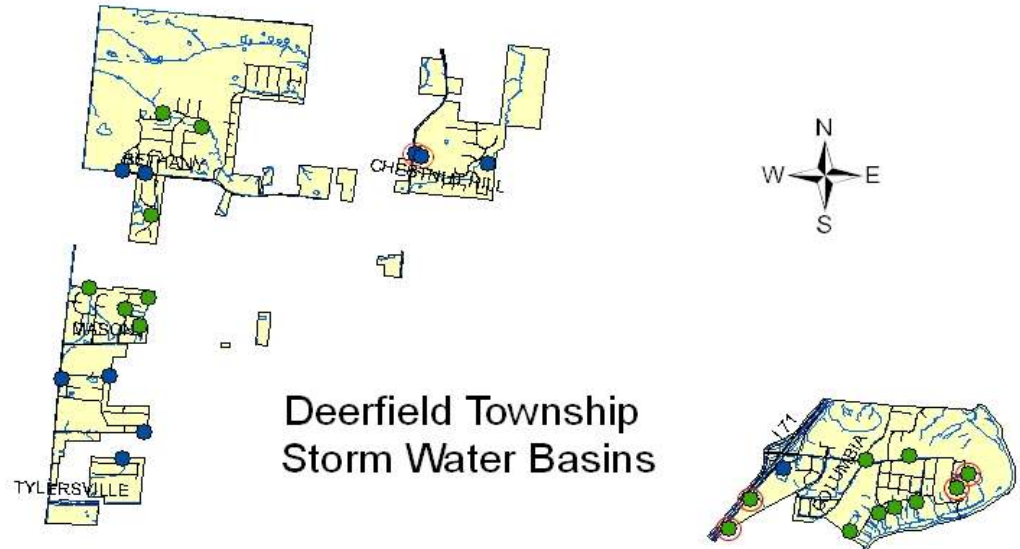 BETHANY
CHESTNUT HILL
N
W E
S
MASON
Deerfield Township
Storm Water Basins
I 71
COLUMBIA
TYLERSVILLE